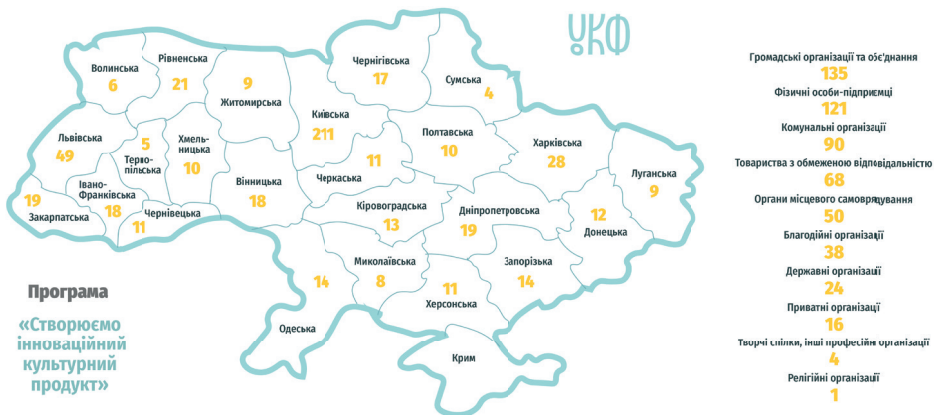 УКФ
Волинська
6
Рівненська
21
9
Житомирська
Чернігівська
17
Сумська
4
Київська
211
Львівська
49
5
Терно-
пільська
Хмель-
ницька
10
Вінницька
18
11
Черкаська
Полтавська
10
Харківська
28
Луганська
9
19
Закарпатська
Івано-
Франківська
18
Чернівецька
11
Кіровоградська
13
Дніпропетровська
19
12
Донецька
14
Одеська
Миколаївська
8
11
Херсонська
Запорізька
14
Крим
Програма
«Створюємо
інноваційний
культурний
продукт»
Громадські організації та об'єднання
135
Фізичні особи-підприємці
121
Комунальні організації
90
Товариства з обмеженою відповідальністю
68
Органи місцевого самоврядування
50
Благодійні організації
38
Державні організації
24
Приватні організації
16
Творчі спілки, інші професійні організації
4
Релігійні організації
1